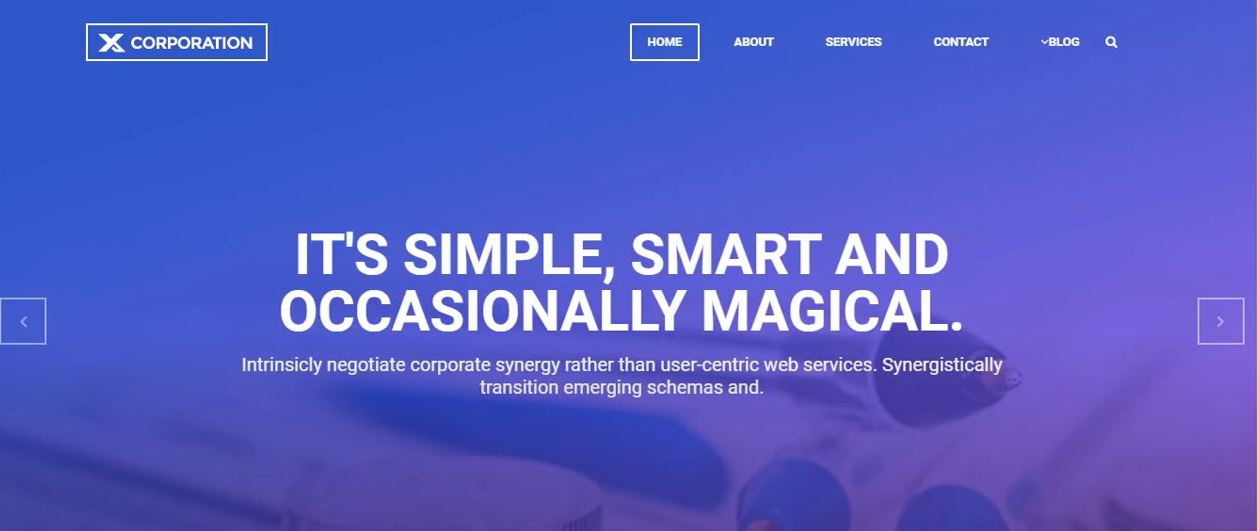 X CORPORATION
HOME ABOUT SERVICES CONTACT BLOG
IT'S SIMPLE, SMART AND
OCCASIONALLY MAGICAL.
Intrinsicly negotiate corporate synergy rather than user-centric web services. Synergistically
transition emerging schemas and.